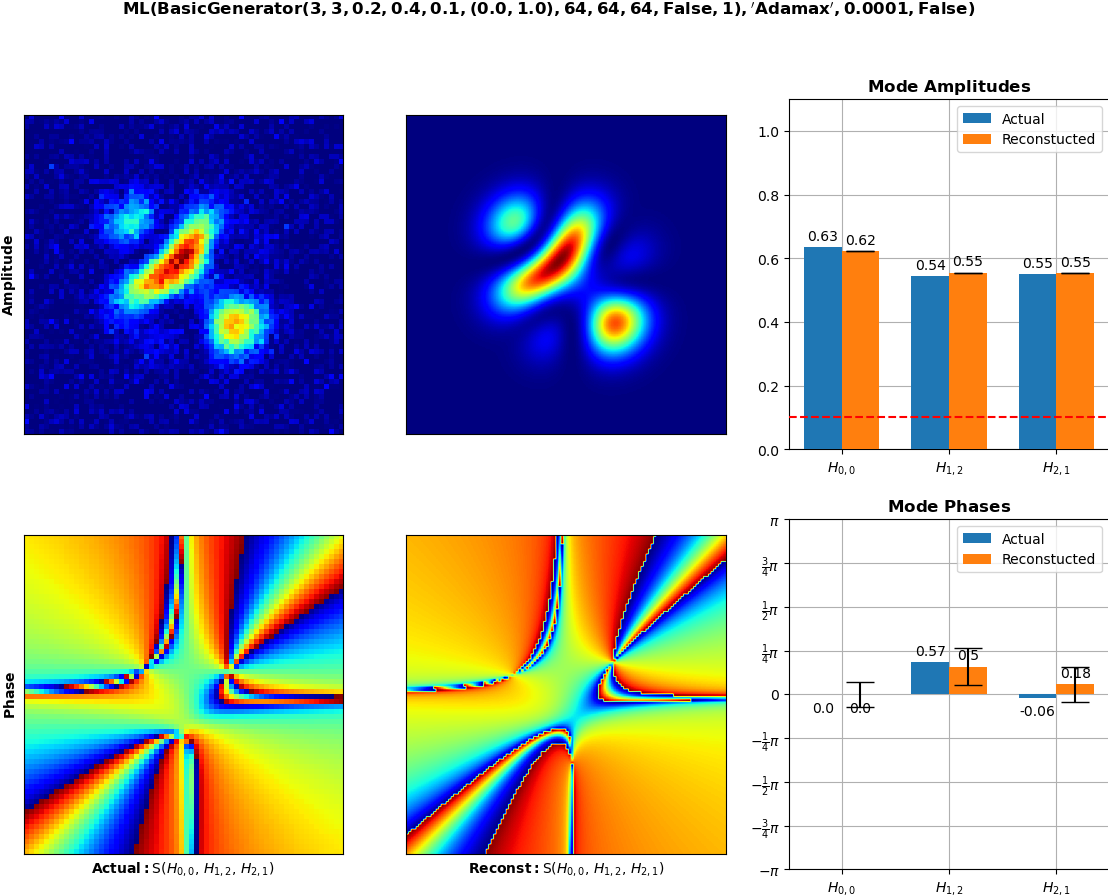 ML(BasicGenerator(3, 3, 0.2, 0.4, 0.1, (0.0, 1.0), 64, 64, 64, False, 1), 'Adamax', 0.0001, False)
Amplitude
Mode Amplitudes
Actual
Reconstucted
1.0
0.8
0.6
0.4
0.2
0.0
0.63
0.62
0.54
0.55
0.55
0.55
H0,0
H1,2
H2,1
Phase
Actual: S(H0,0, H1,2, H2,1)
Reconst: S(H0,0, H1,2, H2,1)
Mode Phases
Actual
Reconstucted
π
3/4π
1/2π
1/4π
0
−1/4π
−1/2π
−3/4π
−π
0.0
0.0
0.57
0.5
-0.06
0.18
H0,0
H1,2
H2,1